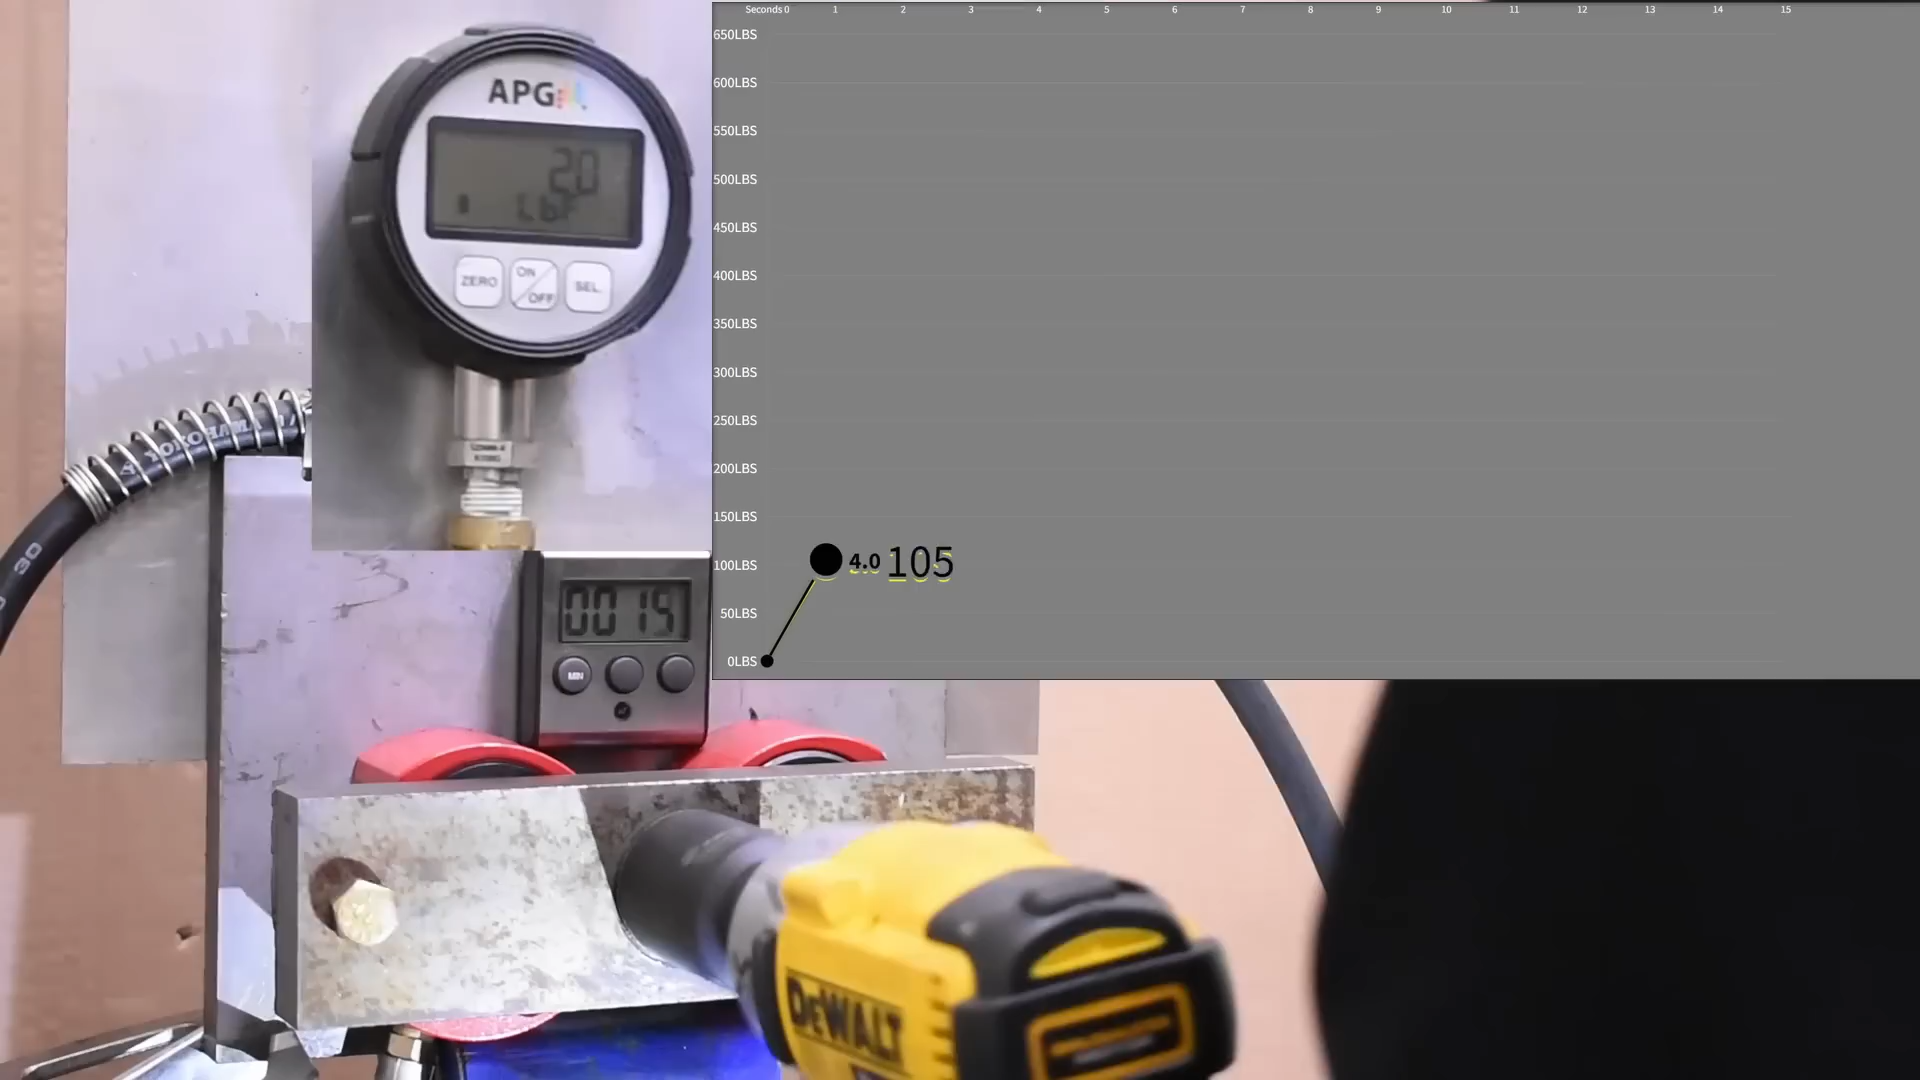 Seconds 0 1 2 3 4 5 6 7 8 9 10 11 12 13 14 15
650LBS
600LBS
550LBS
500LBS
450LBS
400LBS
350LBS
300LBS
250LBS
200LBS
150LBS
100LBS
50LBS
0LBS
4.0 105
APG
20
LbF
ZERO
ON
OFF
SEL.
30
00 15
MIN
DEWALT